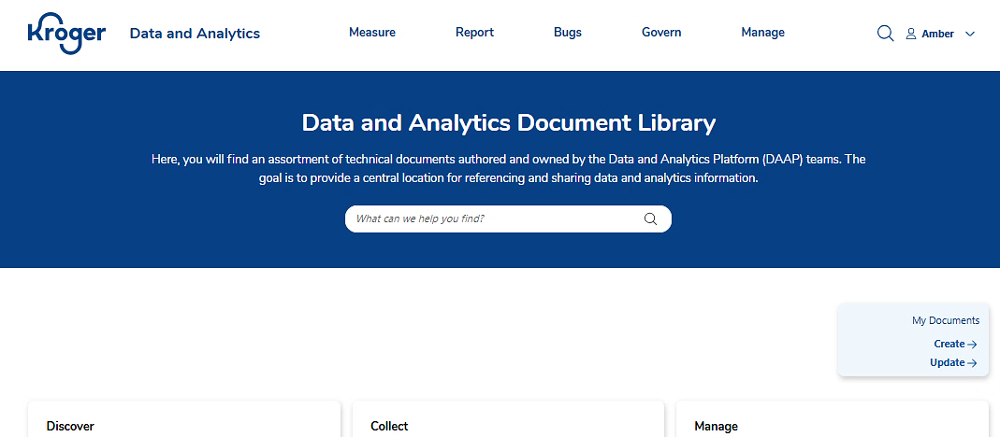 Kroger Data and Analytics Measure Report Bugs Govern Manage Amber
Data and Analytics Document Library
Here, you will find an assortment of technical documents authored and owned by the Data and Analytics Platform (DAAP) teams. The
goal is to provide a central location for referencing and sharing data and analytics information.
What can we help you find?
My Documents
Create
Update
Discover Collect Manage